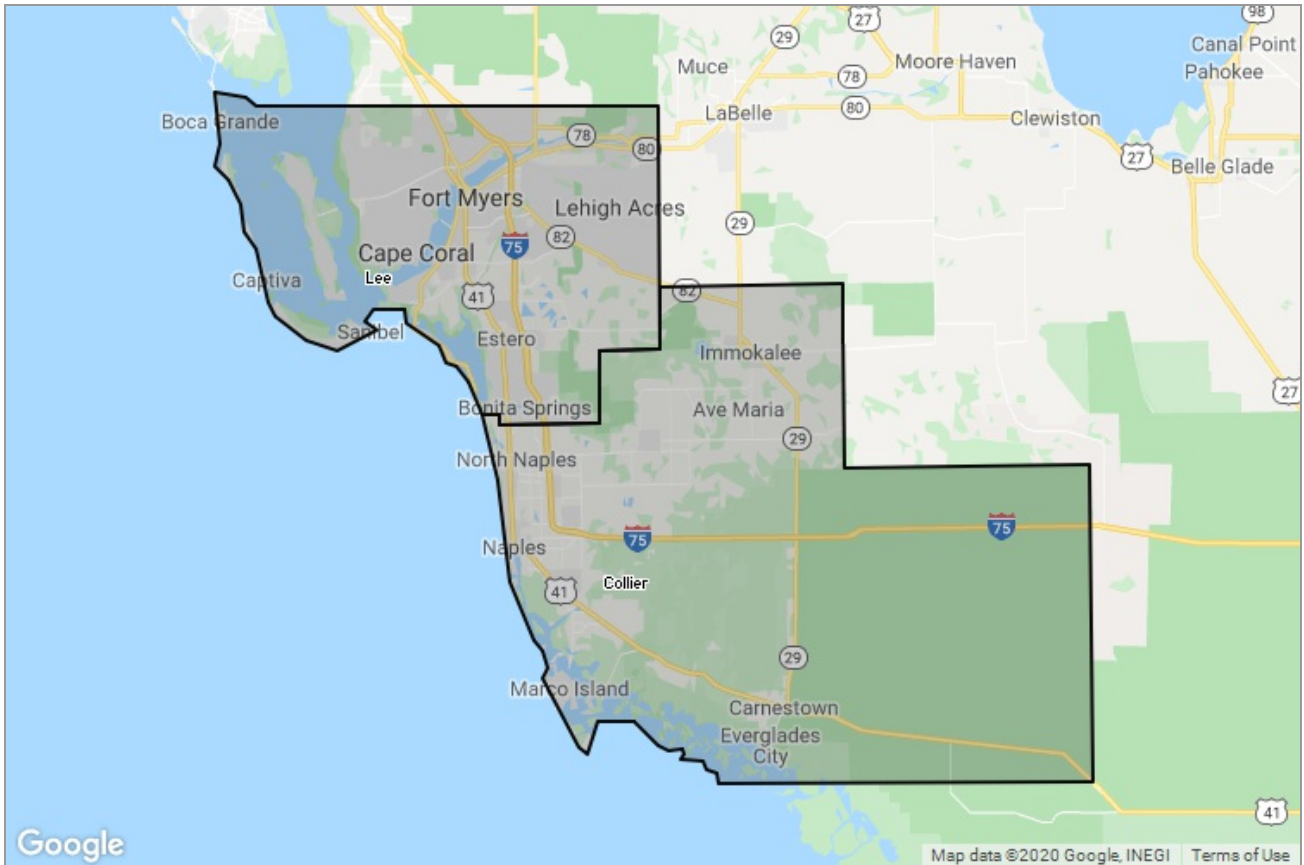 98
27
29
Canal Point
Moore Haven
Muce
Pahokee
78
80
LaBelle
Clewiston
Boca Grande
78
80
27
Belle Glade
Fort Myers
Lehigh Acres
29
82
75
Cape Coral
Lee
Captiva
41
82
Sanibel
Estero
Immokalee
27
Bonita Springs
Ave Maria
29
North Naples
75
75
Naples
Collier
41
29
Marco Island
Carnestown
Everglades
City
41
Google
Map data ©2020 Google, INEGI
Terms of Use